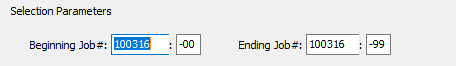 Selection Parameters
Beginning Job#: 100316 : -00 Ending Job#: 100316 : -99